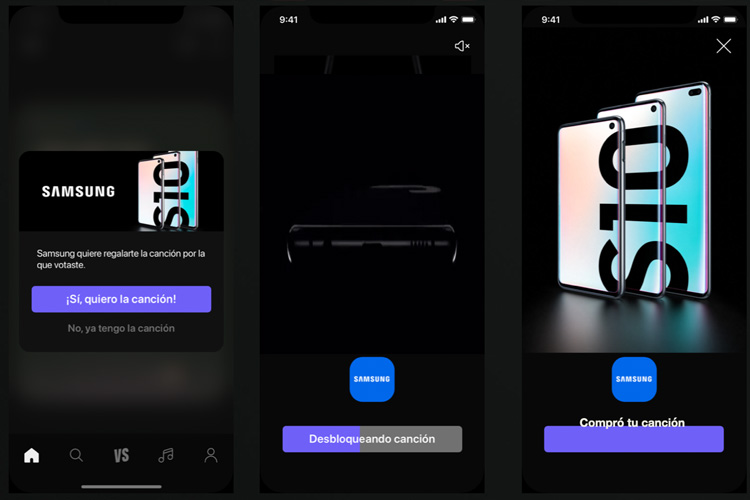 SAMSUNG
S10
Samsung quiere regalarte la canción por la
que votaste.
¡Sí, quiero la canción!
No, ya tengo la canción
VS
9:41
SAMSUNG
Desbloqueando canción
9:41
S10
SAMSUNG
Compró tu canción